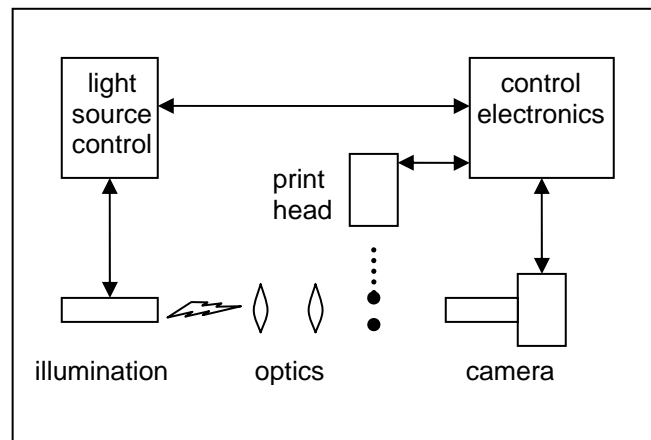 light
source
control
control
electronics
print
head
illumination
optics
camera